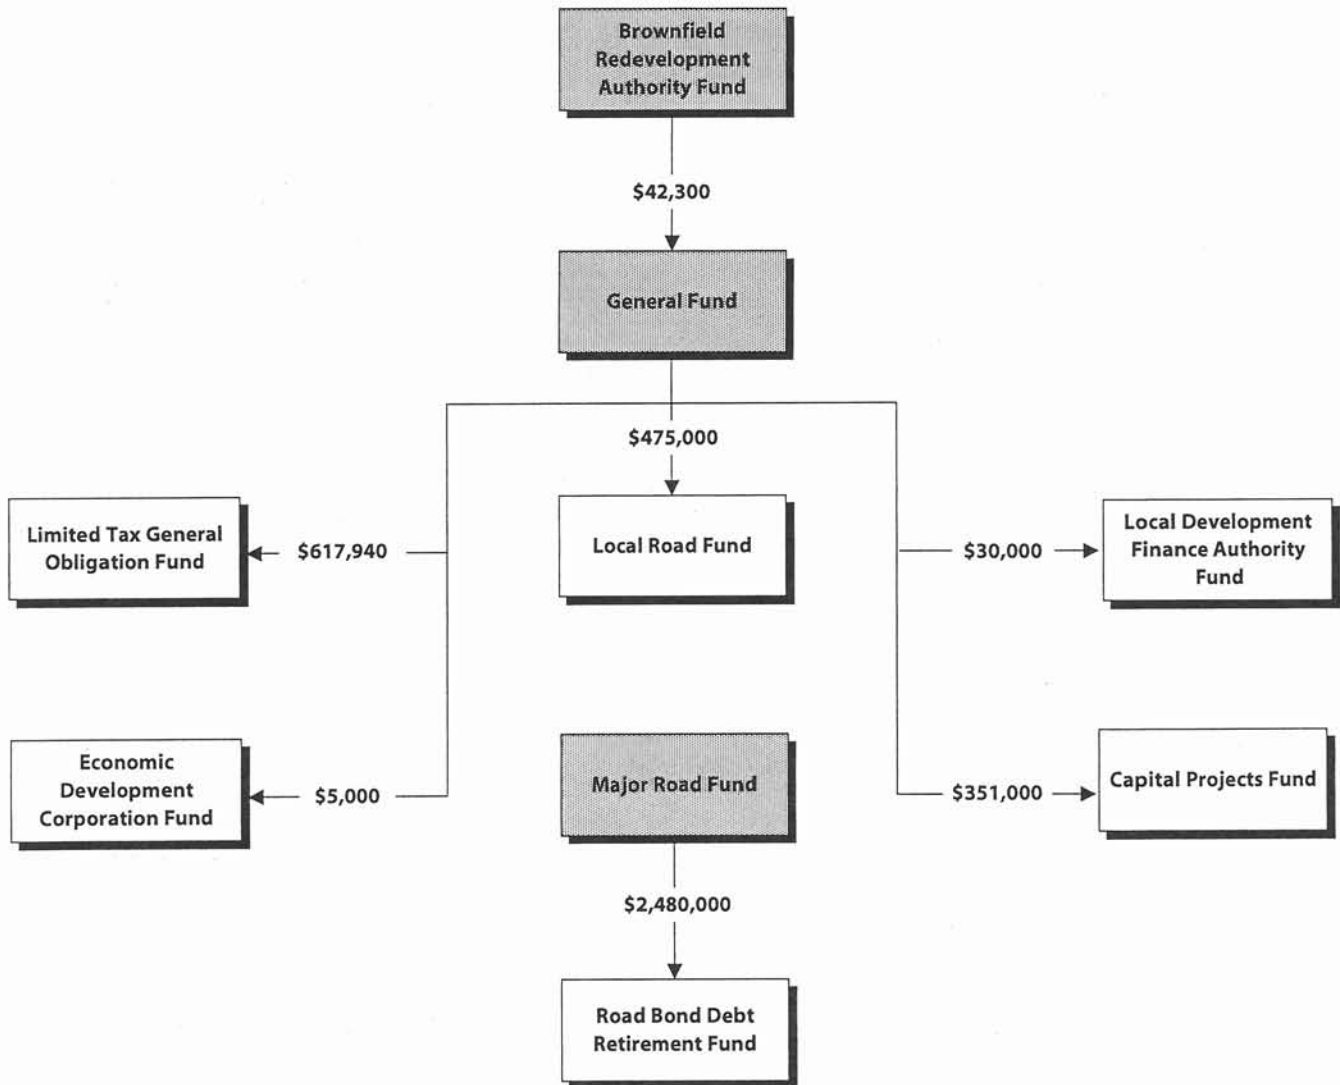 Brownfield
Redevelopment
Authority Fund
$42,300
General Fund
$475,000
Limited Tax General
Obligation Fund
$617,940
Local Road Fund
$30,000
Local Development
Finance Authority
Fund
Economic
Development
Corporation Fund
$5,000
Major Road Fund
$351,000
Capital Projects Fund
$2,480,000
Road Bond Debt
Retirement Fund